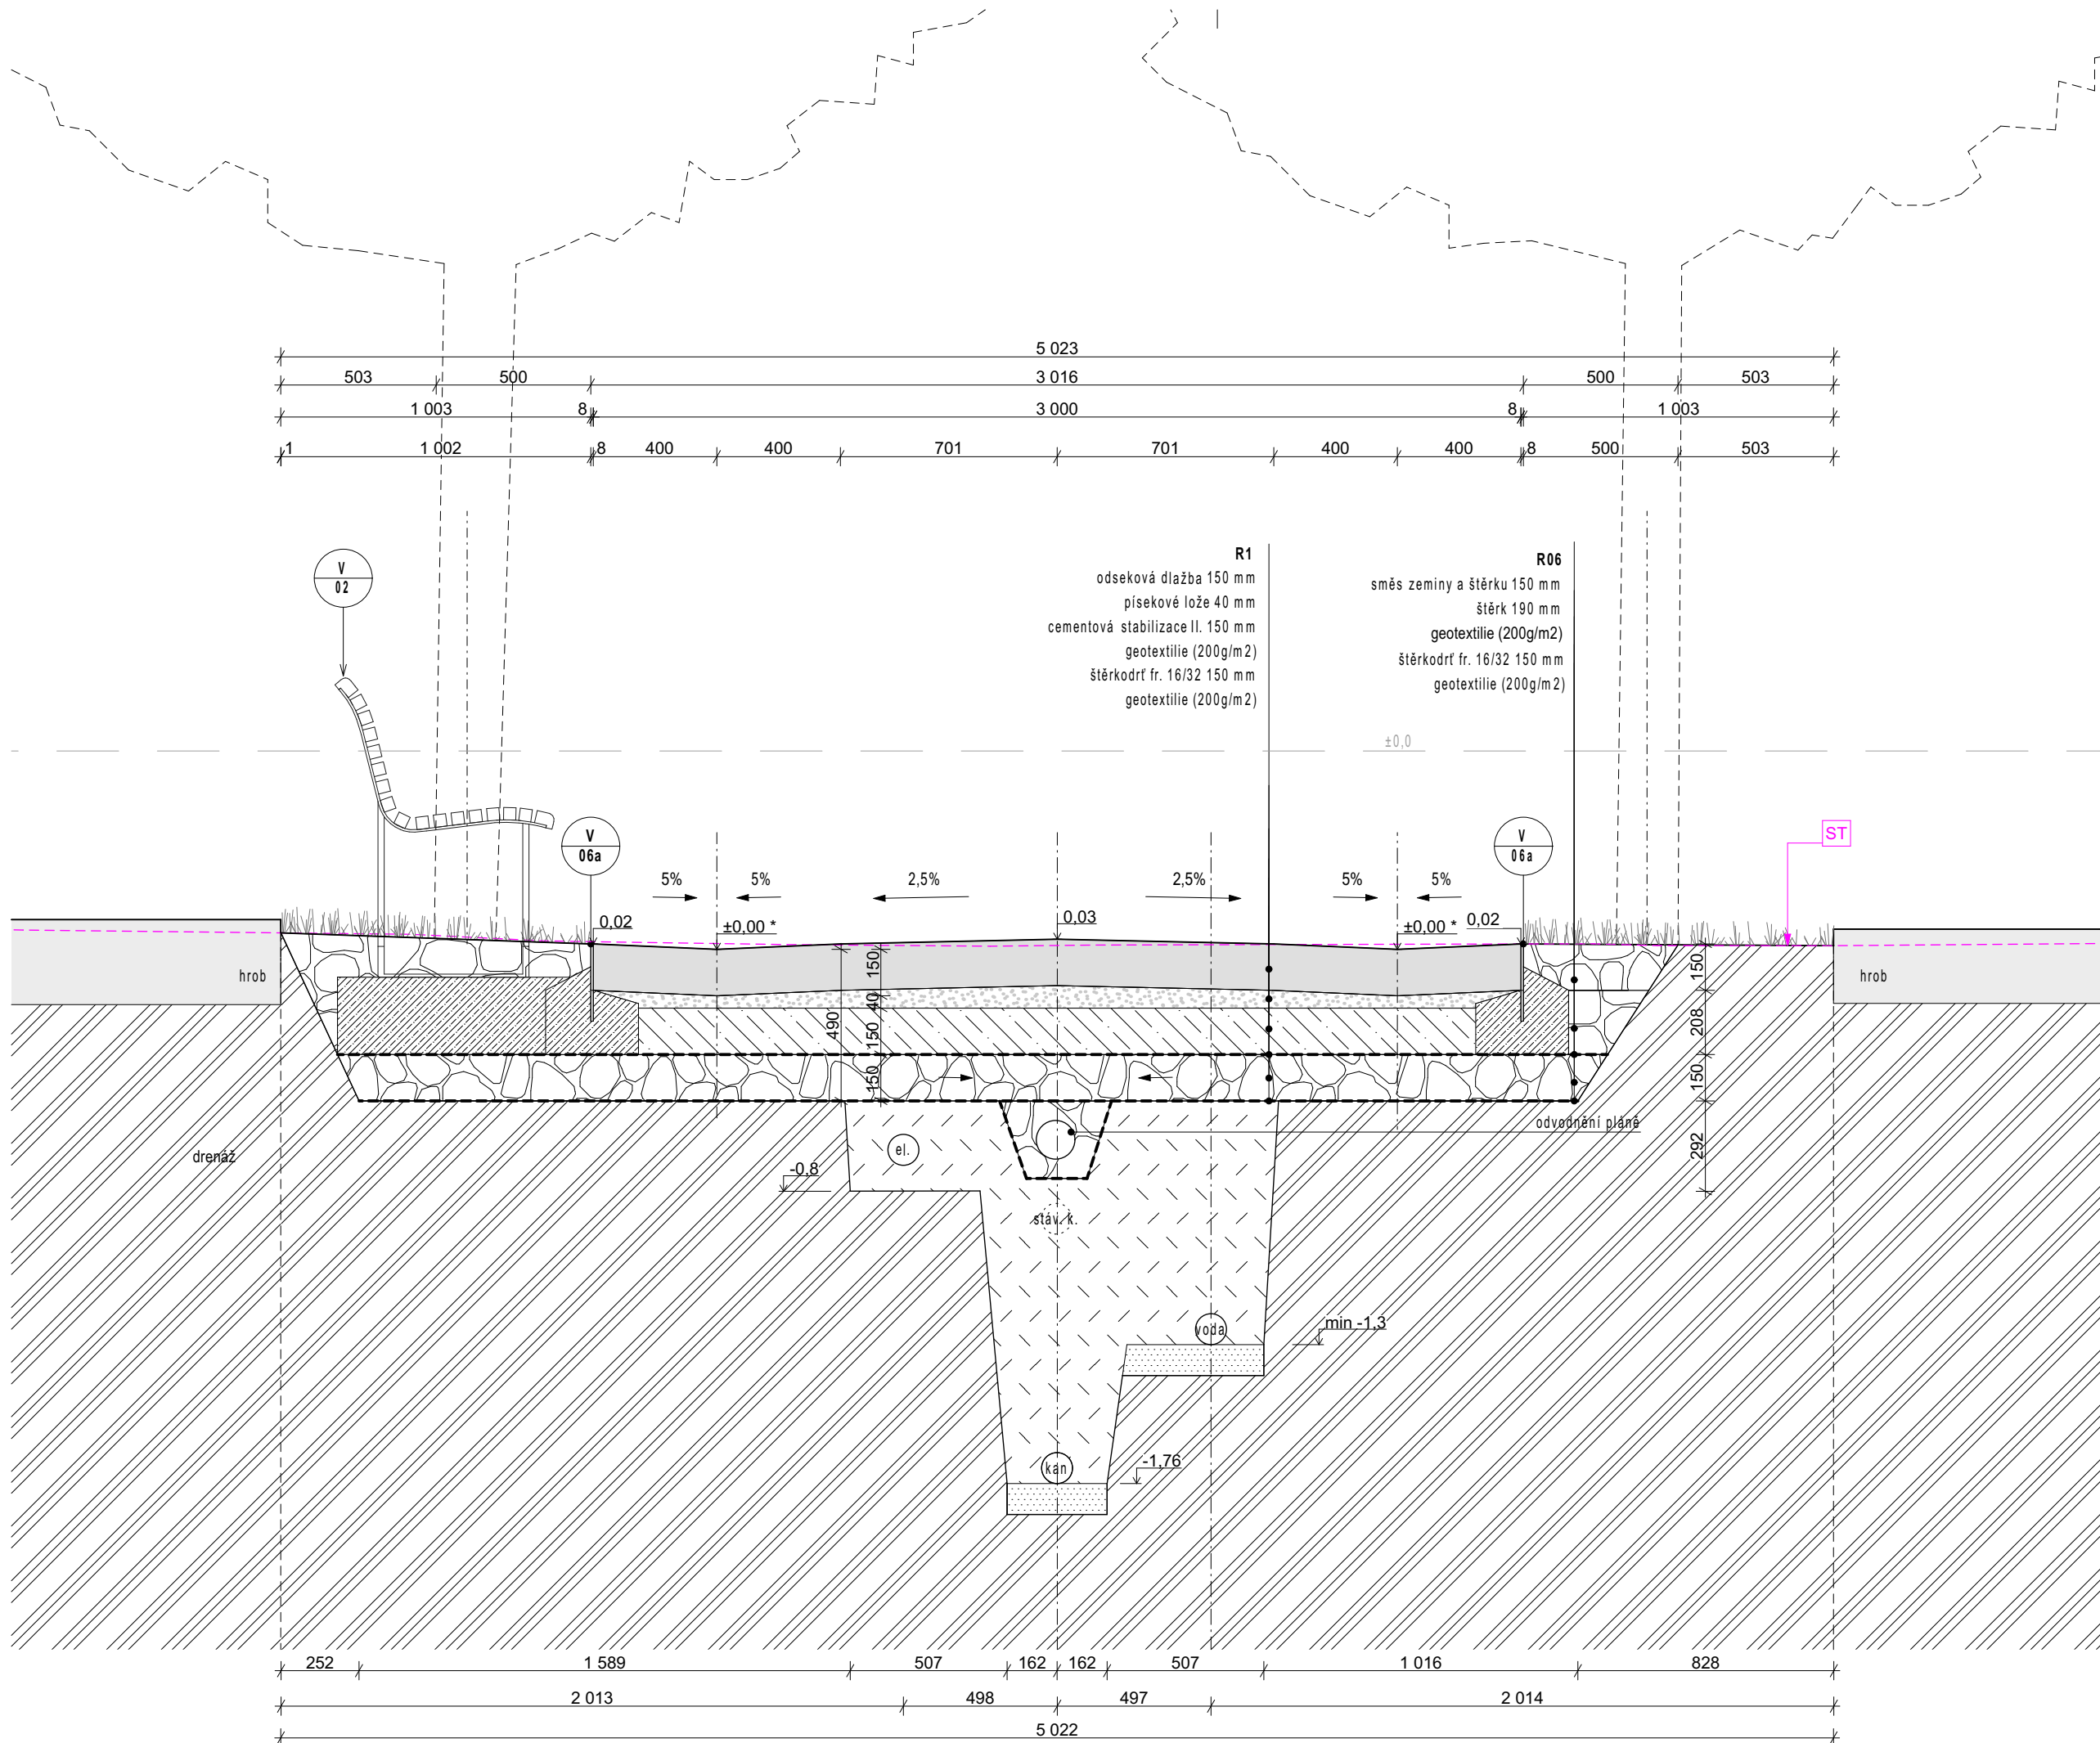 5 023
503 500 3 016 500 503
1 003 8 3 000 8 1 003
1 1 002 8 400 400 701 701 400 400 8 500 503
V
02
R1
odseková dlažba 150 mm
písekové lože 40 mm
cementová stabilizace II. 150 mm
geotextilie (200g/m2)
štěrkodrť fr. 16/32 150 mm
geotextilie (200g/m2)
R06
směs zeminy a štěrku 150 mm
štěrk 190 mm
geotextilie (200g/m2)
štěrkodrť fr. 16/32 150 mm
geotextilie (200g/m2)
±0,0
V
06a
V
06a
ST
5% 5% 2,5% 2,5% 5% 5%
0,02 ±0,00 * 0,03 ±0,00 * 0,02
hrob
hrob
490
150
40
150
150
150
208
150
292
odvodnění pláně
drenáž
el.
-0,8
stáv. k.
voda
min -1,3
kan
-1,76
252 1 589 507 162 162 507 1 016 828
2 013 498 497 2 014
5 022